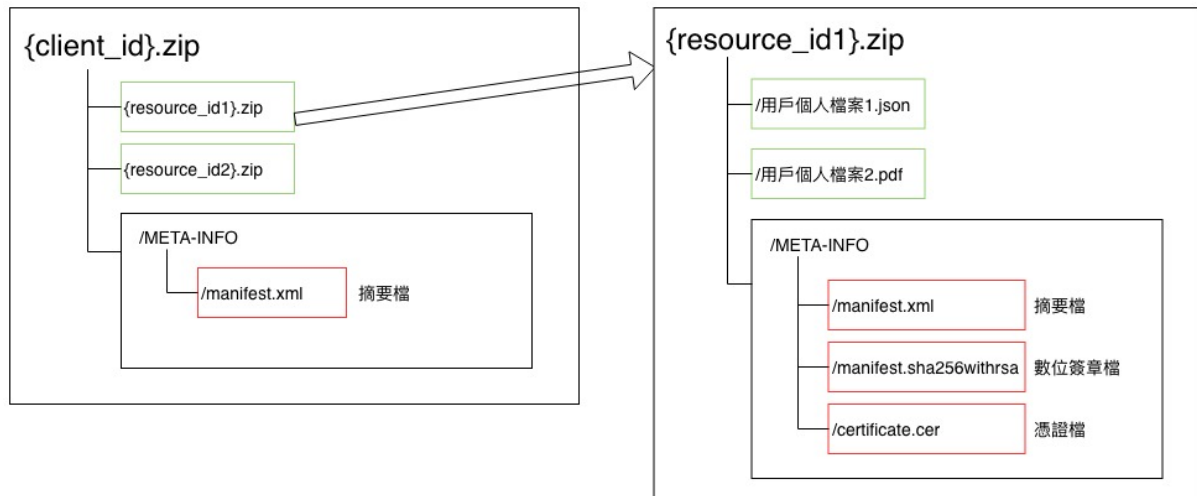 {client_id}.zip
{resource_id1}.zip
{resource_id2}.zip
/META-INFO
/manifest.xml 摘要檔
{resource_id1}.zip
/用戶個人檔案1.json
/用戶個人檔案2.pdf
/META-INFO
/manifest.xml 摘要檔
/manifest.sha256withrsa 數位簽章檔
/certificate.cer 憑證檔